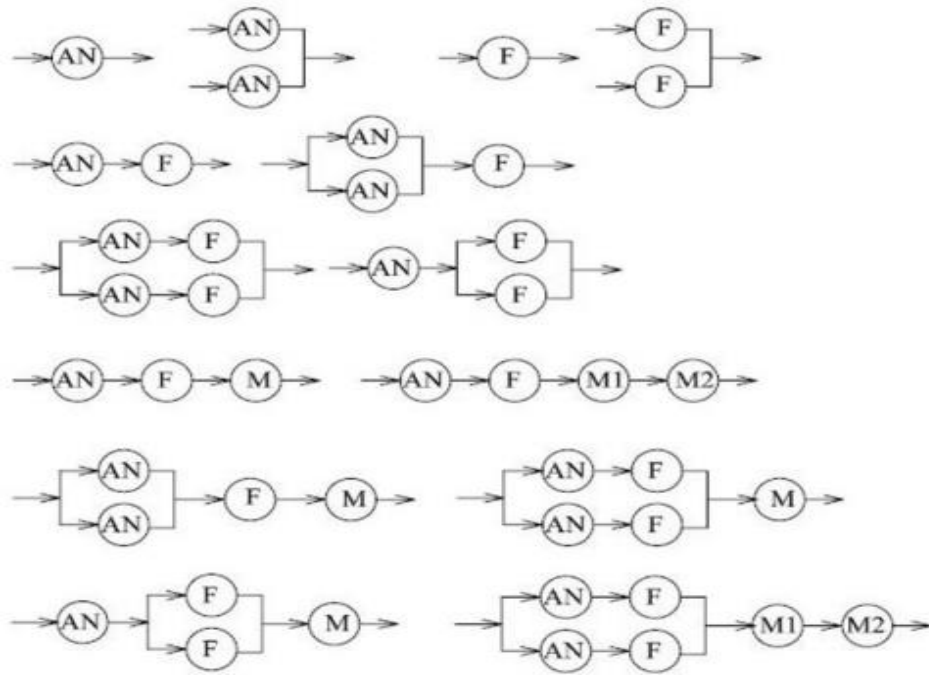 AN AN F F
AN F
AN AN F
AN F AN F
AN F AN F F
AN F M AN F M1 M2
AN AN F M
AN F AN F M
AN F F M
AN F AN F M1 M2